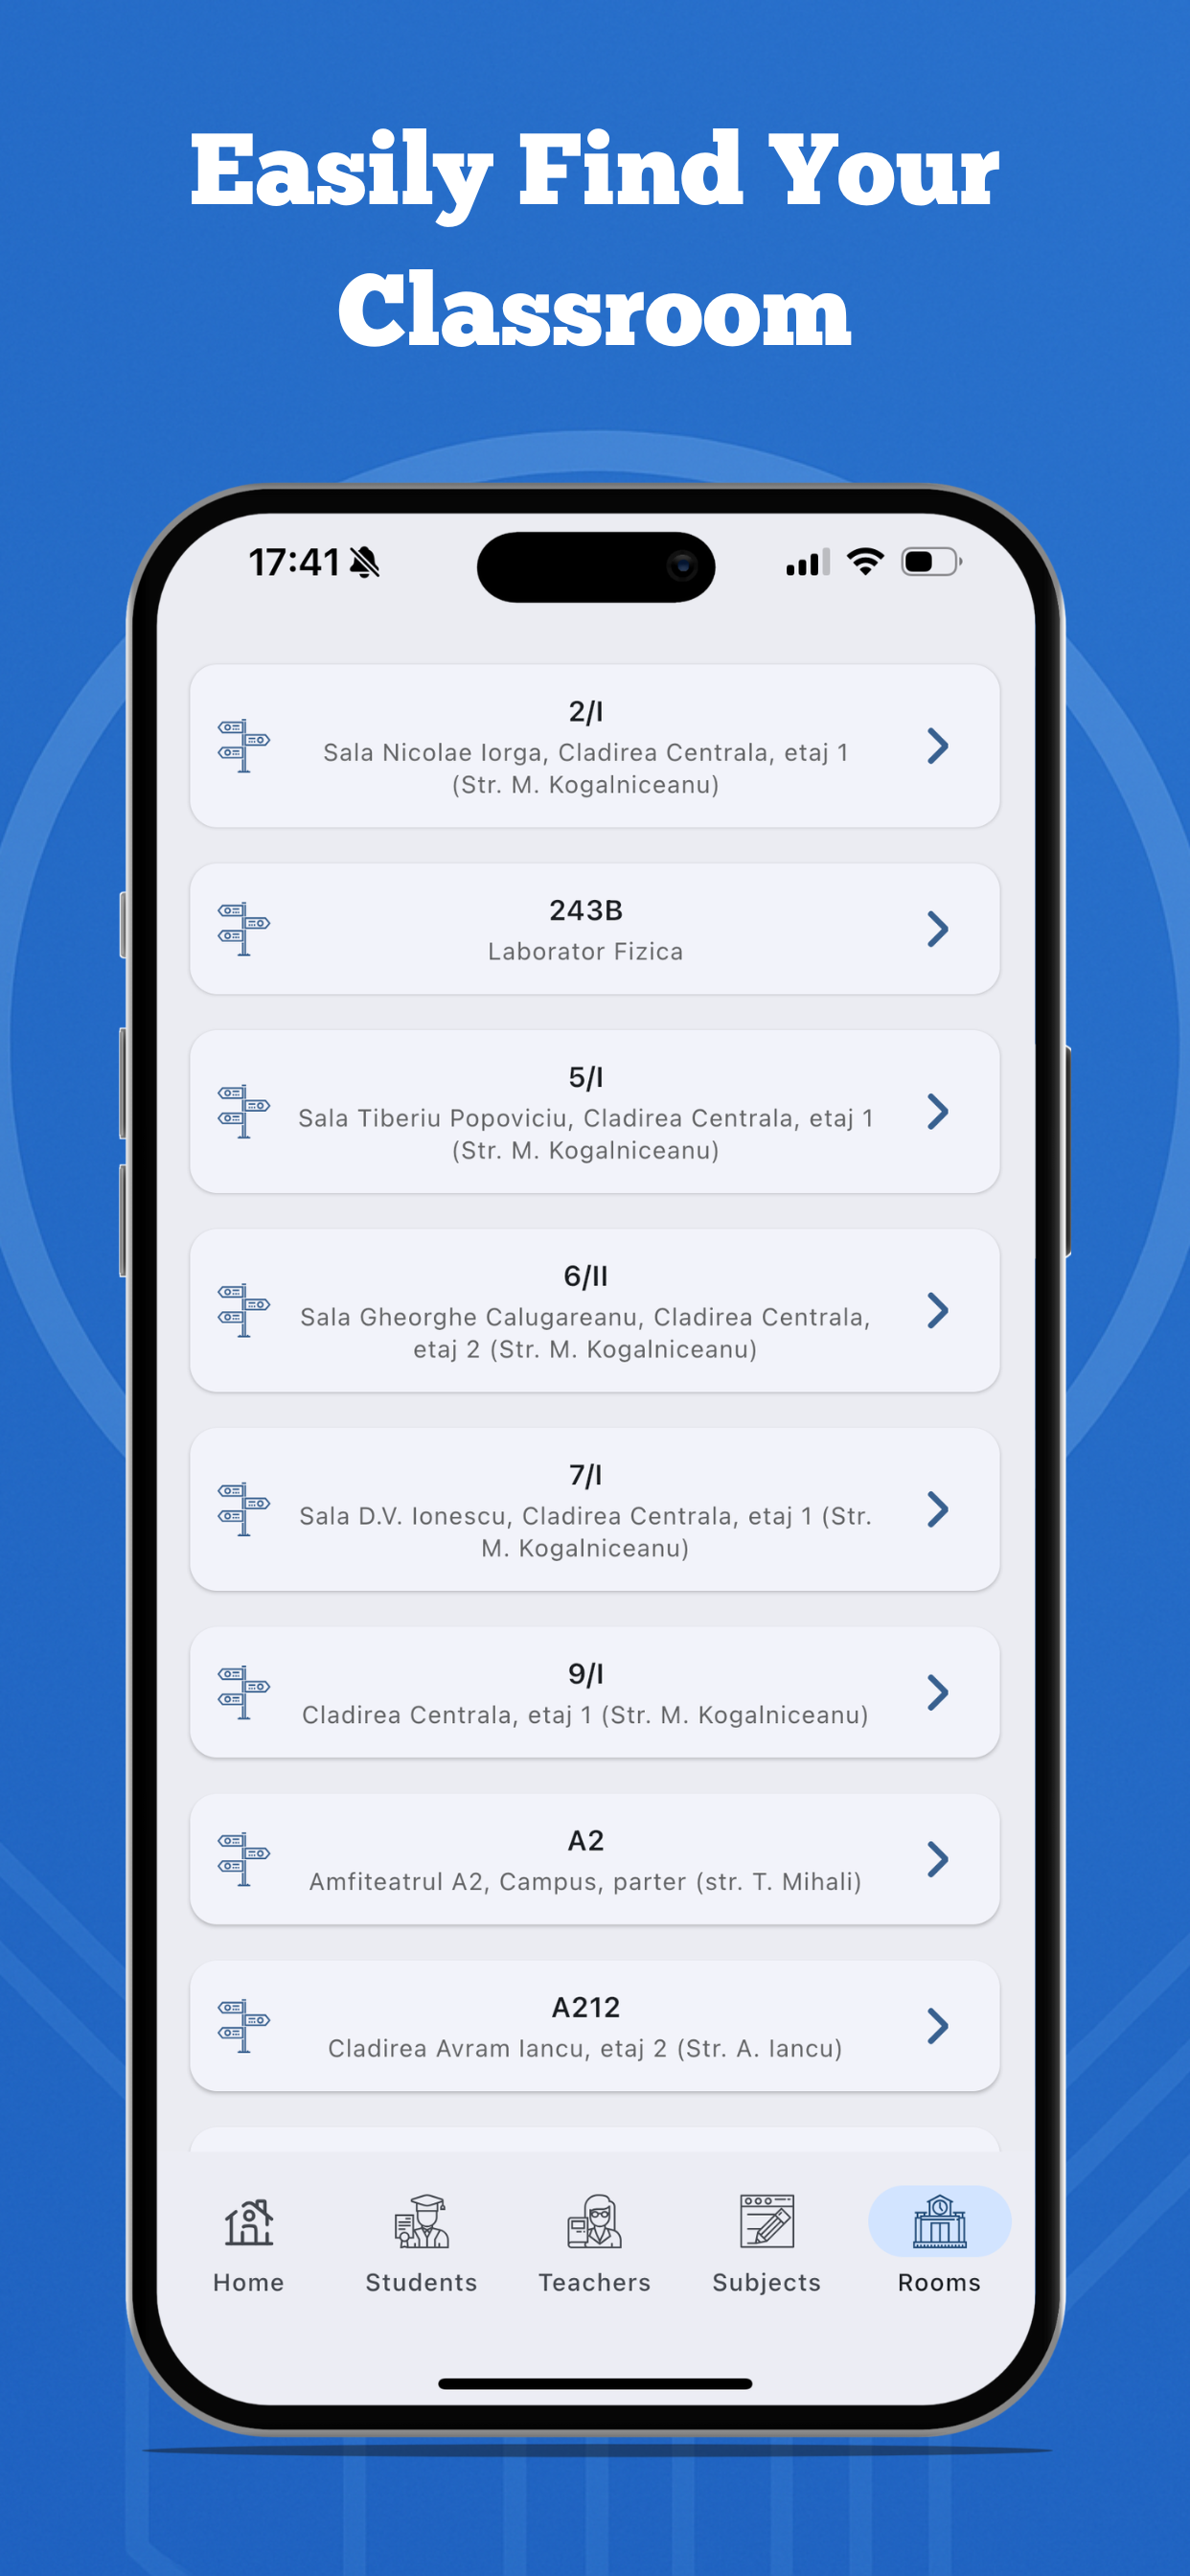 Easily Find Your
Classroom
17:41
2/I
Sala Nicolae Iorga, Cladirea Centrala, etaj 1
(Str. M. Kogalniceanu)
243B
Laborator Fizica
5/I
Sala Tiberiu Popoviciu, Cladirea Centrala, etaj 1
(Str. M. Kogalniceanu)
6/II
Sala Gheorghe Calugareanu, Cladirea Centrala,
etaj 2 (Str. M. Kogalniceanu)
7/I
Sala D.V. Ionescu, Cladirea Centrala, etaj 1 (Str.
M. Kogalniceanu)
9/I
Cladirea Centrala, etaj 1 (Str. M. Kogalniceanu)
A2
Amfiteatrul A2, Campus, parter (str. T. Mihali)
A212
Cladirea Avram Iancu, etaj 2 (Str. A. Iancu)
Home Students Teachers Subjects Rooms